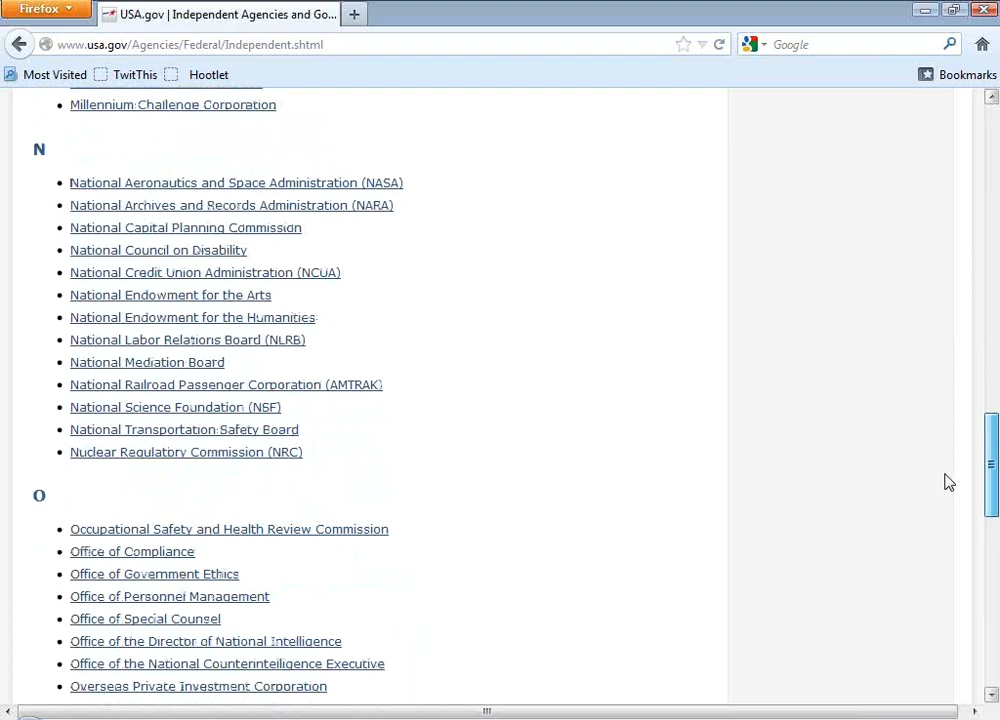 Firefox
USA.gov | Independent Agencies and Go...
www.usa.gov/Agencies/Federal/Independent.shtml
Google
Most Visited
TwitThis
Hootlet
Bookmarks
Millennium Challenge Corporation
N
National Aeronautics and Space Administration (NASA)
National Archives and Records Administration (NARA)
National Capital Planning Commission
National Council on Disability
National Credit Union Administration (NCUA)
National Endowment for the Arts
National Endowment for the Humanities
National Labor Relations Board (NLRB)
National Mediation Board
National Railroad Passenger Corporation (AMTRAK)
National Science Foundation (NSF)
National Transportation Safety Board
Nuclear Regulatory Commission (NRC)
O
Occupational Safety and Health Review Commission
Office of Compliance
Office of Government Ethics
Office of Personnel Management
Office of Special Counsel
Office of the Director of National Intelligence
Office of the National Counterintelligence Executive
Overseas Private Investment Corporation